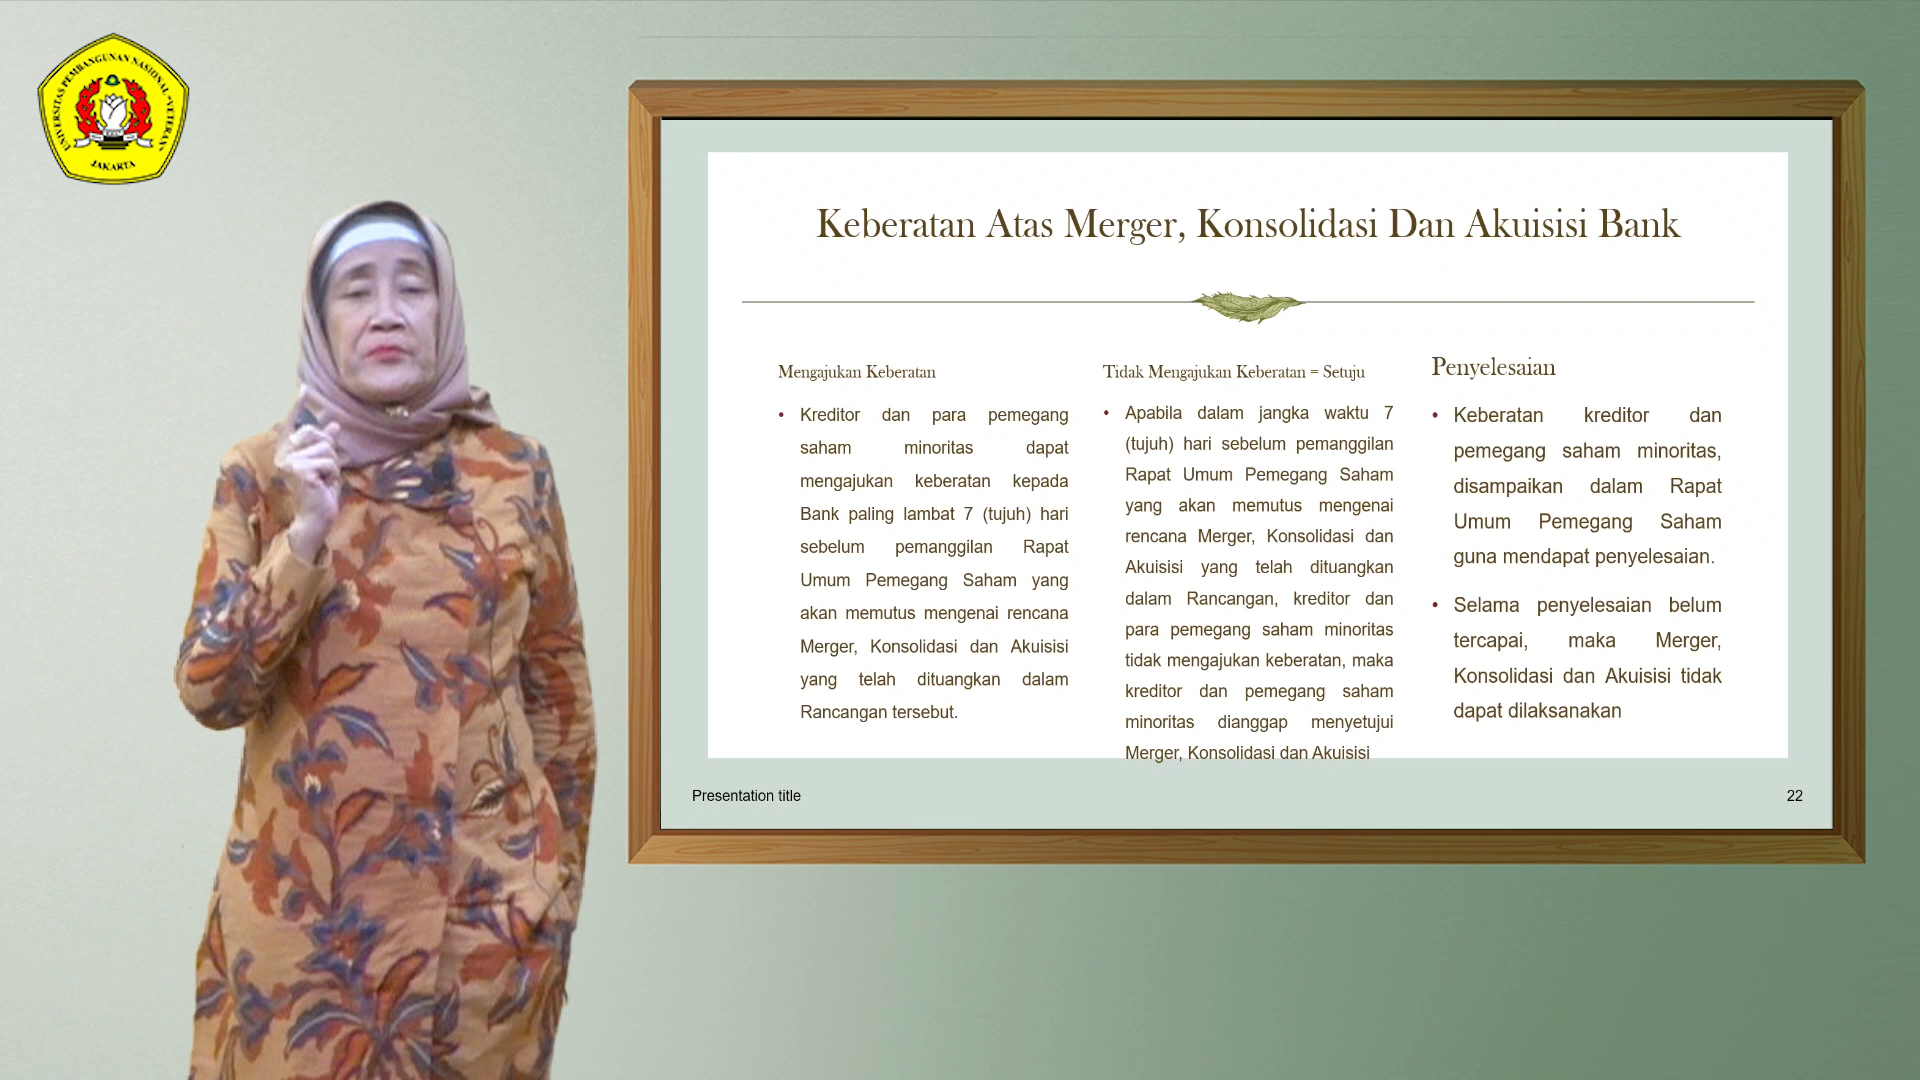 UNIVERSITAS PEMBANGUNAN NASIONAL "VETERAN"
JAKARTA
Keberatan Atas Merger, Konsolidasi Dan Akuisisi Bank
Mengajukan Keberatan
• Kreditor dan para pemegang
saham minoritas dapat
mengajukan keberatan kepada
Bank paling lambat 7 (tujuh) hari
sebelum pemanggilan Rapat
Umum Pemegang Saham yang
akan memutus mengenai rencana
Merger, Konsolidasi dan Akuisisi
yang telah dituangkan dalam
Rancangan tersebut.
Tidak Mengajukan Keberatan = Setuju
• Apabila dalam jangka waktu 7
(tujuh) hari sebelum pemanggilan
Rapat Umum Pemegang Saham
yang akan memutus mengenai
rencana Merger, Konsolidasi dan
Akuisisi yang telah dituangkan
dalam Rancangan, kreditor dan
para pemegang saham minoritas
tidak mengajukan keberatan, maka
kreditor dan pemegang saham
minoritas dianggap menyetujui
Merger, Konsolidasi dan Akuisisi
Penyelesaian
• Keberatan kreditor dan
pemegang saham minoritas,
disampaikan dalam Rapat
Umum Pemegang Saham
guna mendapat penyelesaian.
• Selama penyelesaian belum
tercapai, maka Merger,
Konsolidasi dan Akuisisi tidak
dapat dilaksanakan
Presentation title
22